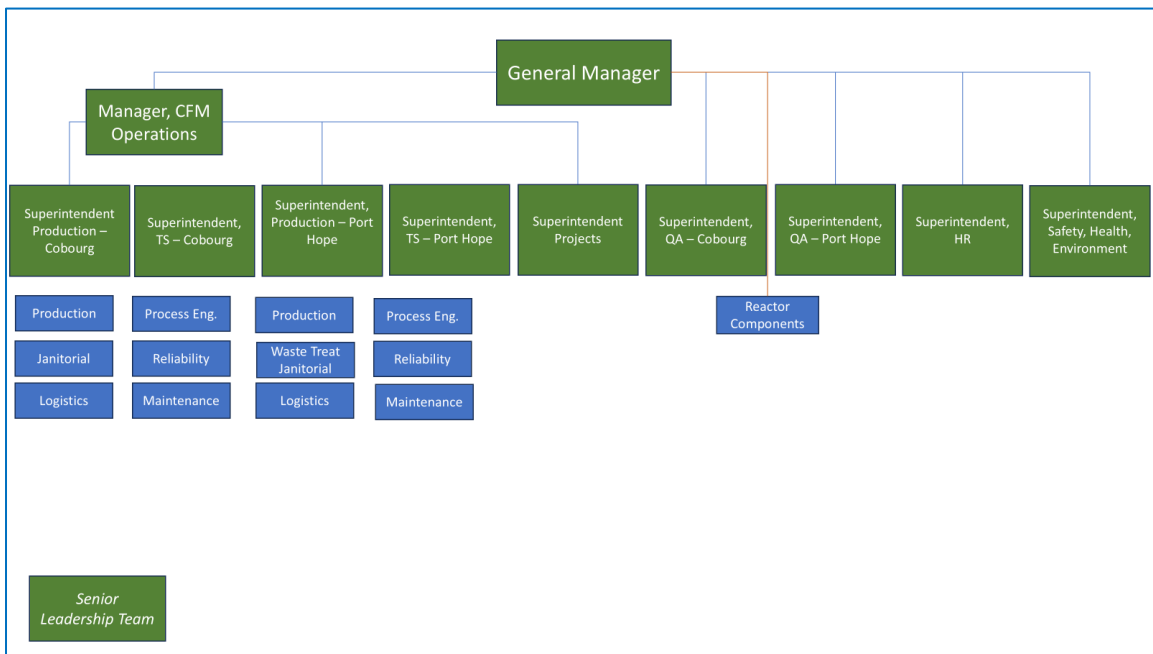 General Manager
Manager, CFM
Operations
Superintendent
Production –
Cobourg
Superintendent,
TS – Cobourg
Superintendent,
Production – Port
Hope
Superintendent,
TS – Port Hope
Superintendent
Projects
Superintendent,
QA – Cobourg
Superintendent,
QA – Port Hope
Superintendent,
HR
Superintendent,
Safety, Health,
Environment
Production
Process Eng.
Production
Process Eng.
Reactor
Components
Janitorial
Reliability
Waste Treat
Janitorial
Reliability
Logistics
Maintenance
Logistics
Maintenance
Senior
Leadership Team